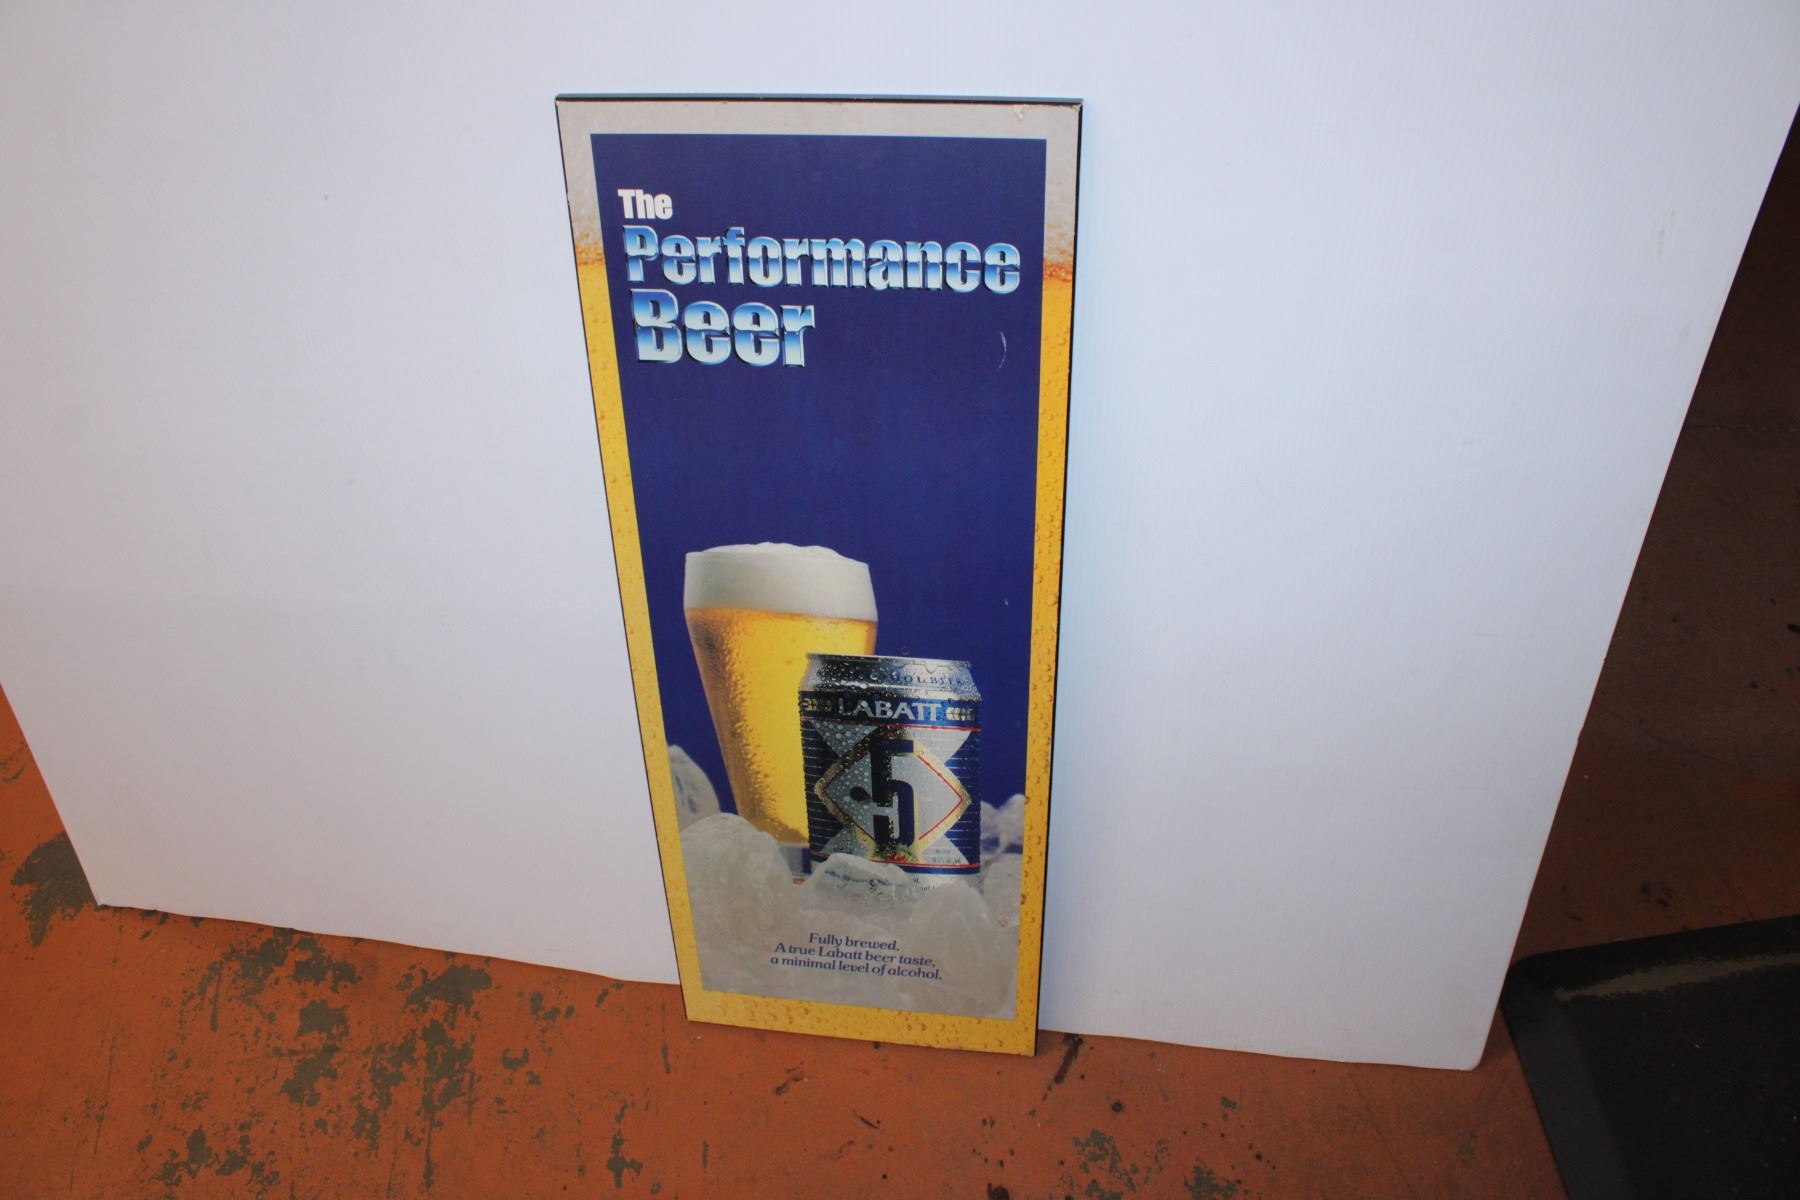 The
Performance
Beer
LABATT
.5
Fully brewed.
A true Labatt beer taste,
a minimal level of alcohol.